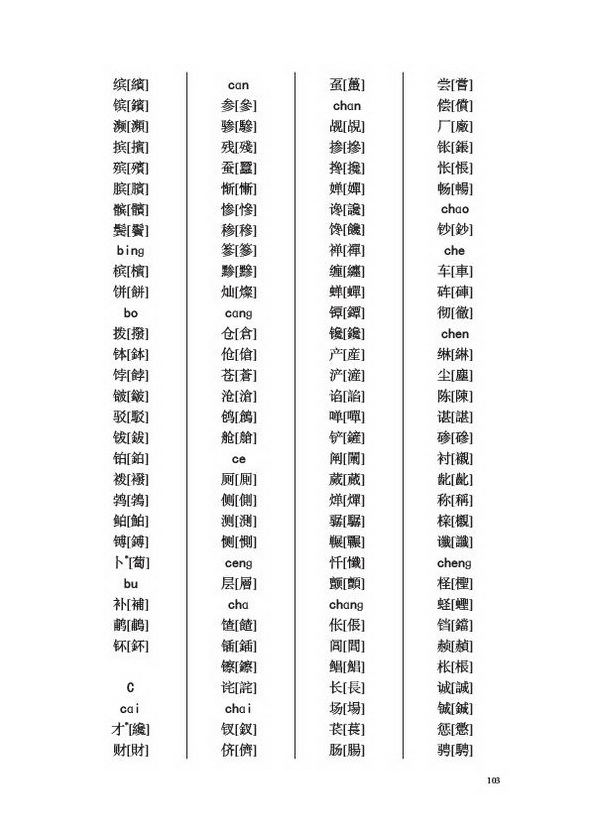 缤[繽]
镔[鑌]
濒[瀕]
摈[擯]
殡[殯]
膑[臏]
髌[髕]
鬓[鬢]
bing
槟[檳]
饼[餅]
bo
拨[撥]
钵[鉢]
饽[餑]
铍[鈹]
驳[駁]
钹[鈸]
铂[鉑]
袯[襏]
鹁[鵓]
鲌[鮊]
镈[鎛]
卜*[蔔]
bu
补[補]
鹋[鶓]
钚[鈈]
C
cai
才*[纔]
财[財]
can
参[參]
骖[驂]
残[殘]
蚕[蠶]
惭[慚]
惨[慘]
穇[穇]
篸[篸]
黪[黲]
灿[燦]
cang
仓[倉]
伧[傖]
苍[蒼]
沧[滄]
鸧[鶬]
舱[艙]
ce
厕[厠]
侧[側]
测[測]
恻[惻]
ceng
层[層]
cha
馇[餷]
锸[鍤]
镲[鑔]
诧[詫]
chai
钗[釵]
侪[儕]
虿[蠆]
chan
觇[覘]
掺[摻]
搀[攙]
婵[嬋]
谗[讒]
馋[饞]
禅[禪]
缠[纏]
蝉[蟬]
镡[鐔]
镵[鑱]
产[産]
浐[滻]
谄[諂]
啴[嘽]
铲[鏟]
阐[闡]
蒇[蕆]
𬊤[燀]
骣[驏]
冁[囅]
忏[懺]
颤[顫]
chang
伥[倀]
阊[閶]
鲳[鯧]
长[長]
场[場]
苌[萇]
肠[腸]
尝[嘗]
偿[償]
厂[廠]
铱[鋹]
怅[悵]
畅[暢]
chao
钞[鈔]
che
车[車]
砗[硨]
彻[徹]
chen
𬘭[綝]
尘[塵]
陈[陳]
谌[諶]
碜[磣]
衬[襯]
龀[齔]
称[稱]
榇[櫬]
谶[讖]
cheng
柽[檉]
蛏[蟶]
铛[鐺]
赪[赬]
枨[棖]
诚[誠]
铖[鋮]
惩[懲]
骋[騁]
103